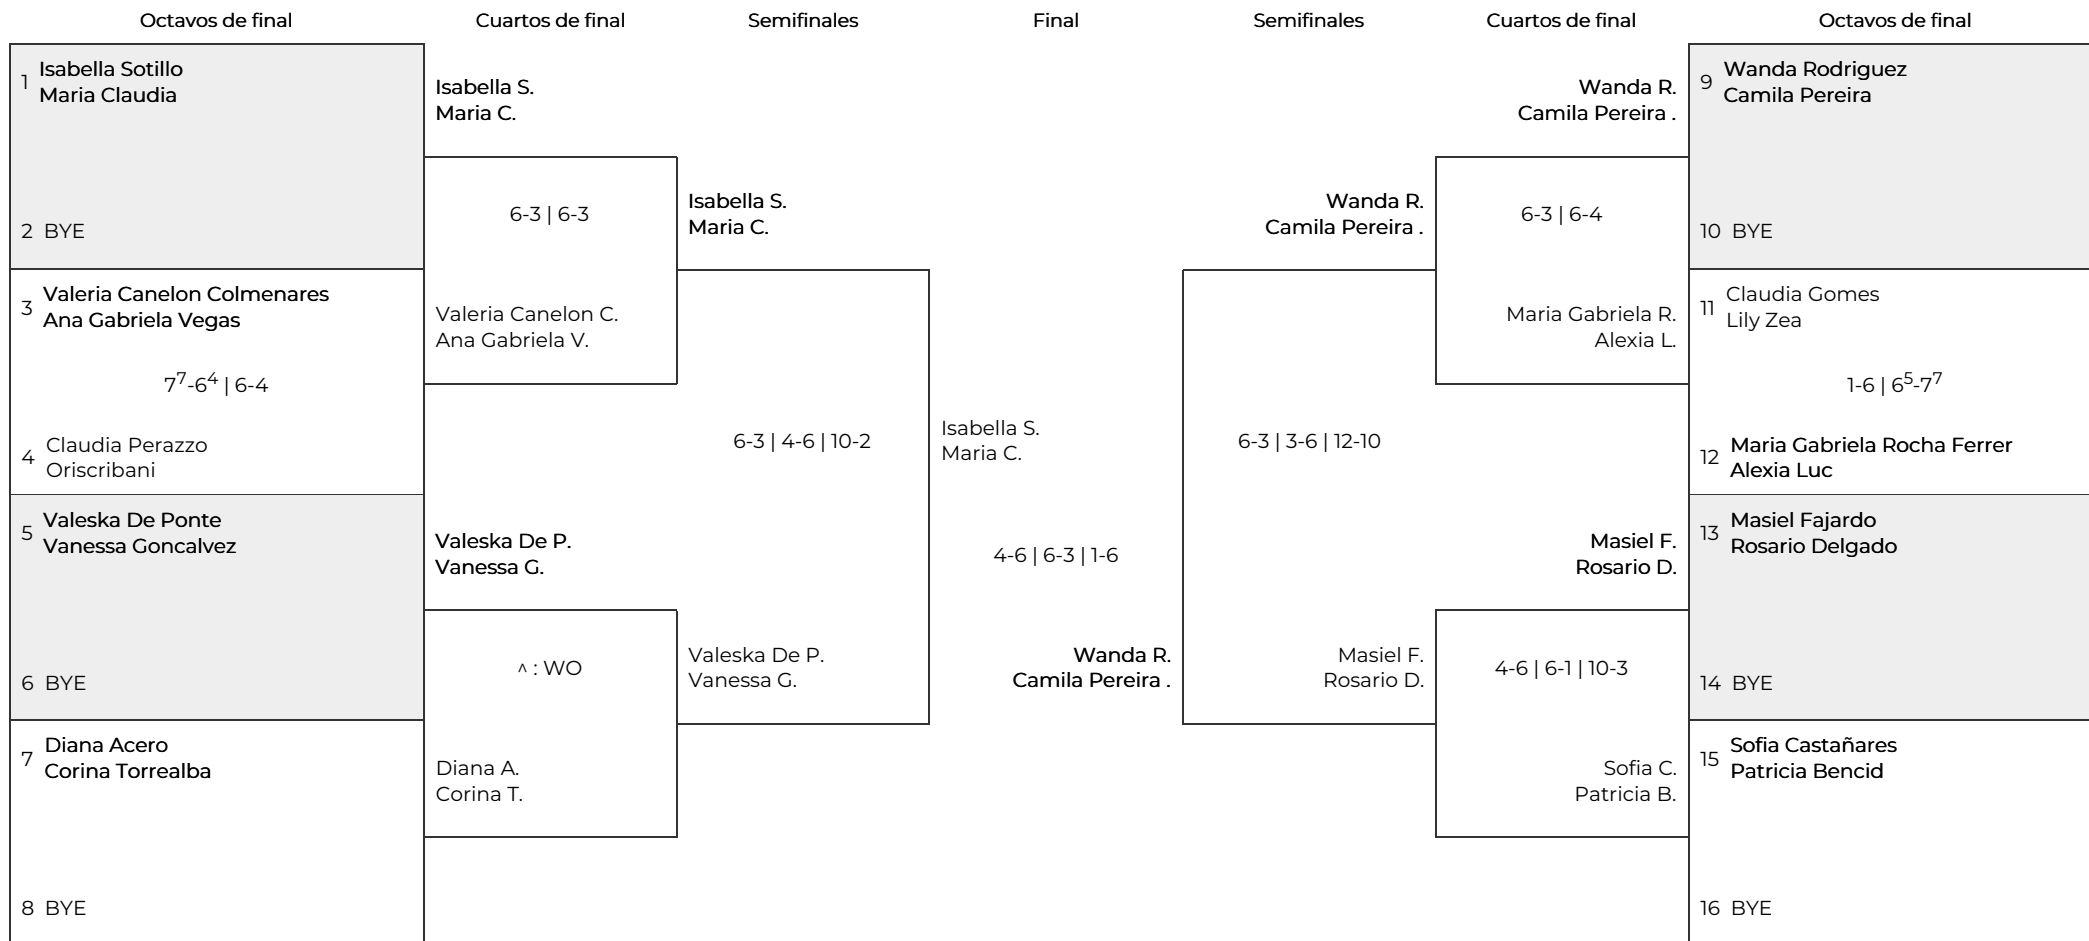 Octavos de final
Cuartos de final
Semifinales
Final
Semifinales
Cuartos de final
Octavos de final
1 Isabella Sotillo
Maria Claudia
2 BYE
3 Valeria Canelon Colmenares
Ana Gabriela Vegas
7⁷-6⁴ | 6-4
4 Claudia Perazzo
Oriscribani
5 Valeska De Ponte
Vanessa Goncalvez
6 BYE
7 Diana Acero
Corina Torrealba
8 BYE
Isabella S.
Maria C.
6-3 | 6-3
Valeria Canelon C.
Ana Gabriela V.
Valeska De P.
Vanessa G.
^ : WO
Diana A.
Corina T.
Isabella S.
Maria C.
6-3 | 4-6 | 10-2
Valeska De P.
Vanessa G.
Isabella S.
Maria C.
4-6 | 6-3 | 1-6
Wanda R.
Camila Pereira .
Wanda R.
Camila Pereira .
6-3 | 3-6 | 12-10
Masiel F.
Rosario D.
Wanda R.
Camila Pereira .
6-3 | 6-4
Maria Gabriela R.
Alexia L.
Masiel F.
Rosario D.
4-6 | 6-1 | 10-3
Sofia C.
Patricia B.
9 Wanda Rodriguez
Camila Pereira
10 BYE
11 Claudia Gomes
Lily Zea
1-6 | 6⁵-7⁷
12 Maria Gabriela Rocha Ferrer
Alexia Luc
13 Masiel Fajardo
Rosario Delgado
14 BYE
15 Sofia Castañares
Patricia Bencid
16 BYE